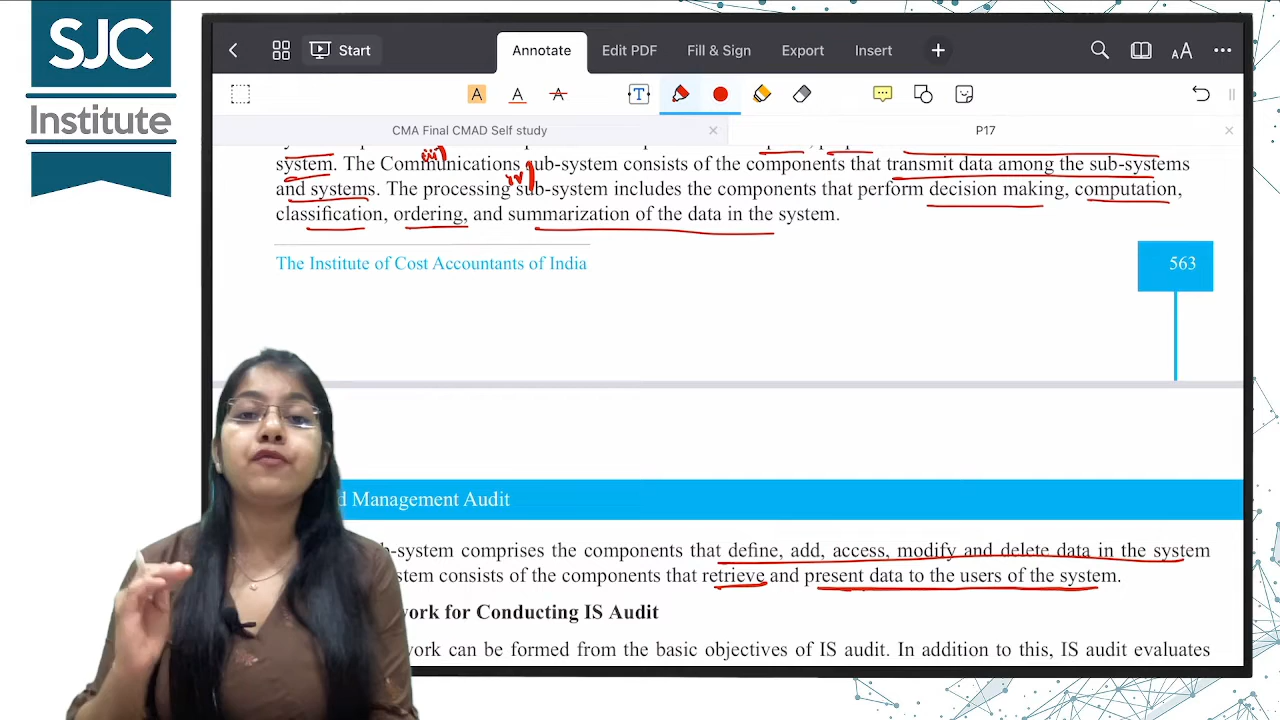 SJC
Institute
Start
Annotate
Edit PDF
Fill & Sign
Export
Insert
CMA Final CMAD Self study
P17
system. The Communications sub-system consists of the components that transmit data among the sub-systems
iii)
and systems. The processing sub-system includes the components that perform decision making, computation,
iv)
classification, ordering, and summarization of the data in the system.
The Institute of Cost Accountants of India
563
d Management Audit
b-system comprises the components that define, add, access, modify and delete data in the system
stem consists of the components that retrieve and present data to the users of the system.
ork for Conducting IS Audit
ork can be formed from the basic objectives of IS audit. In addition to this, IS audit evaluates